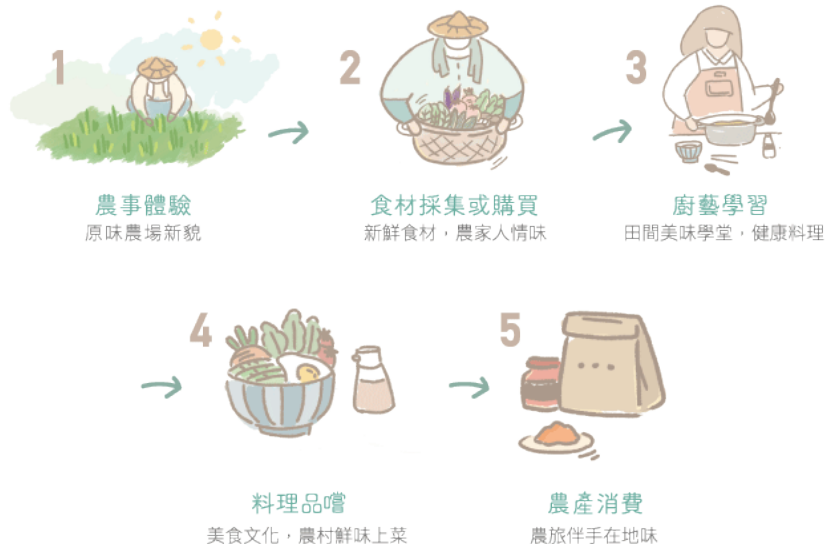 1
農事體驗
原味農場新貌
2
食材採集或購買
新鮮食材，農家人情味
3
廚藝學習
田間美味學堂，健康料理
4
料理品嚐
美食文化，農村鮮味上菜
5
農產消費
農旅伴手在地味